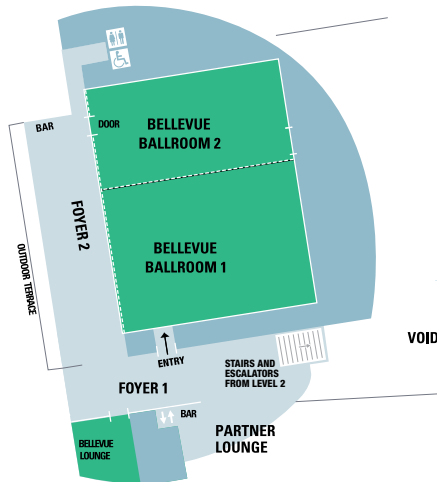 BAR
DOOR
BELLEVUE
BALLROOM 2
FOYER 2
OUTDOOR TERRACE
BELLEVUE
BALLROOM 1
VOID
ENTRY
STAIRS AND
ESCALATORS
FROM LEVEL 2
FOYER 1
BAR
PARTNER
LOUNGE
BELLEVUE
LOUNGE